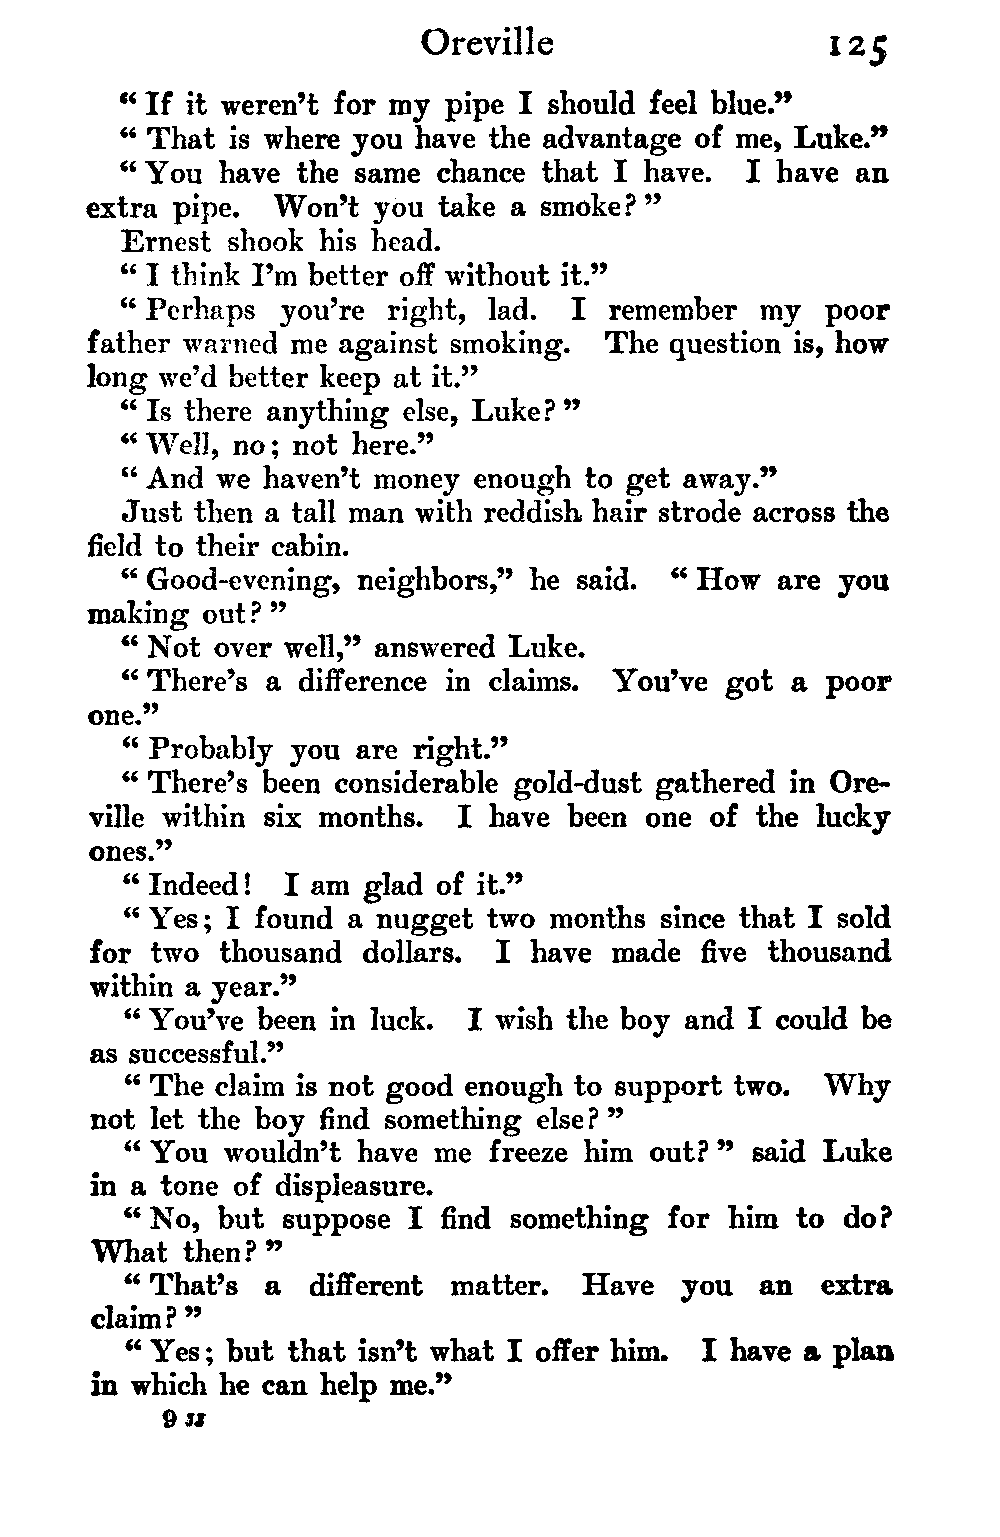 Oreville 125
“ If it weren’t for my pipe I should feel blue.”
“ That is where you have the advantage of me, Luke.”
“ You have the same chance that I have. I have an
extra pipe. Won’t you take a smoke? ”
Ernest shook his head.
“ I think I’m better off without it.”
“ Perhaps you’re right, lad. I remember my poor
father warned me against smoking. The question is, how
long we’d better keep at it.”
“ Is there anything else, Luke? ”
“ Well, no; not here.”
“ And we haven’t money enough to get away.”
Just then a tall man with reddish hair strode across the
field to their cabin.
“ Good-evening, neighbors,” he said. “ How are you
making out? ”
“ Not over well,” answered Luke.
“ There’s a difference in claims. You’ve got a poor
one.”
“ Probably you are right.”
“ There’s been considerable gold-dust gathered in Ore-
ville within six months. I have been one of the lucky
ones.”
“ Indeed! I am glad of it.”
“ Yes; I found a nugget two months since that I sold
for two thousand dollars. I have made five thousand
within a year.”
“ You’ve been in luck. I wish the boy and I could be
as successful.”
“ The claim is not good enough to support two. Why
not let the boy find something else? ”
“ You wouldn’t have me freeze him out? ” said Luke
in a tone of displeasure.
“ No, but suppose I find something for him to do?
What then? ”
“ That’s a different matter. Have you an extra
claim? ”
“ Yes; but that isn’t what I offer him. I have a plan
in which he can help me.”
9 JJ